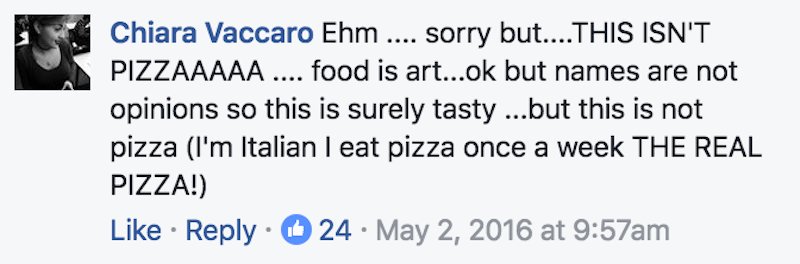 Chiara Vaccaro Ehm .... sorry but....THIS ISN'T
PIZZAAAAA .... food is art...ok but names are not
opinions so this is surely tasty ...but this is not
pizza (I'm Italian I eat pizza once a week THE REAL
PIZZA!)
Like · Reply · 24 · May 2, 2016 at 9:57am